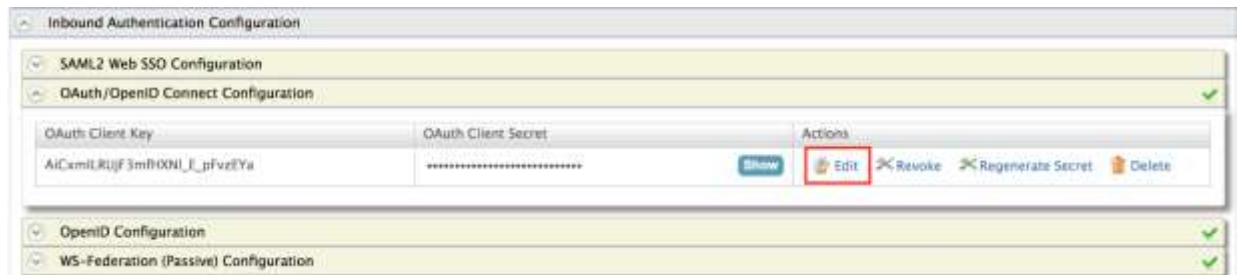 Inbound Authentication Configuration
SAML2 Web SSO Configuration
OAuth/OpenID Connect Configuration
OAuth Client Key OAuth Client Secret Actions
•••••••••••••••••••••••••••• Show Edit Revoke Regenerate Secret Delete
OpenID Configuration
WS-Federation (Passive) Configuration